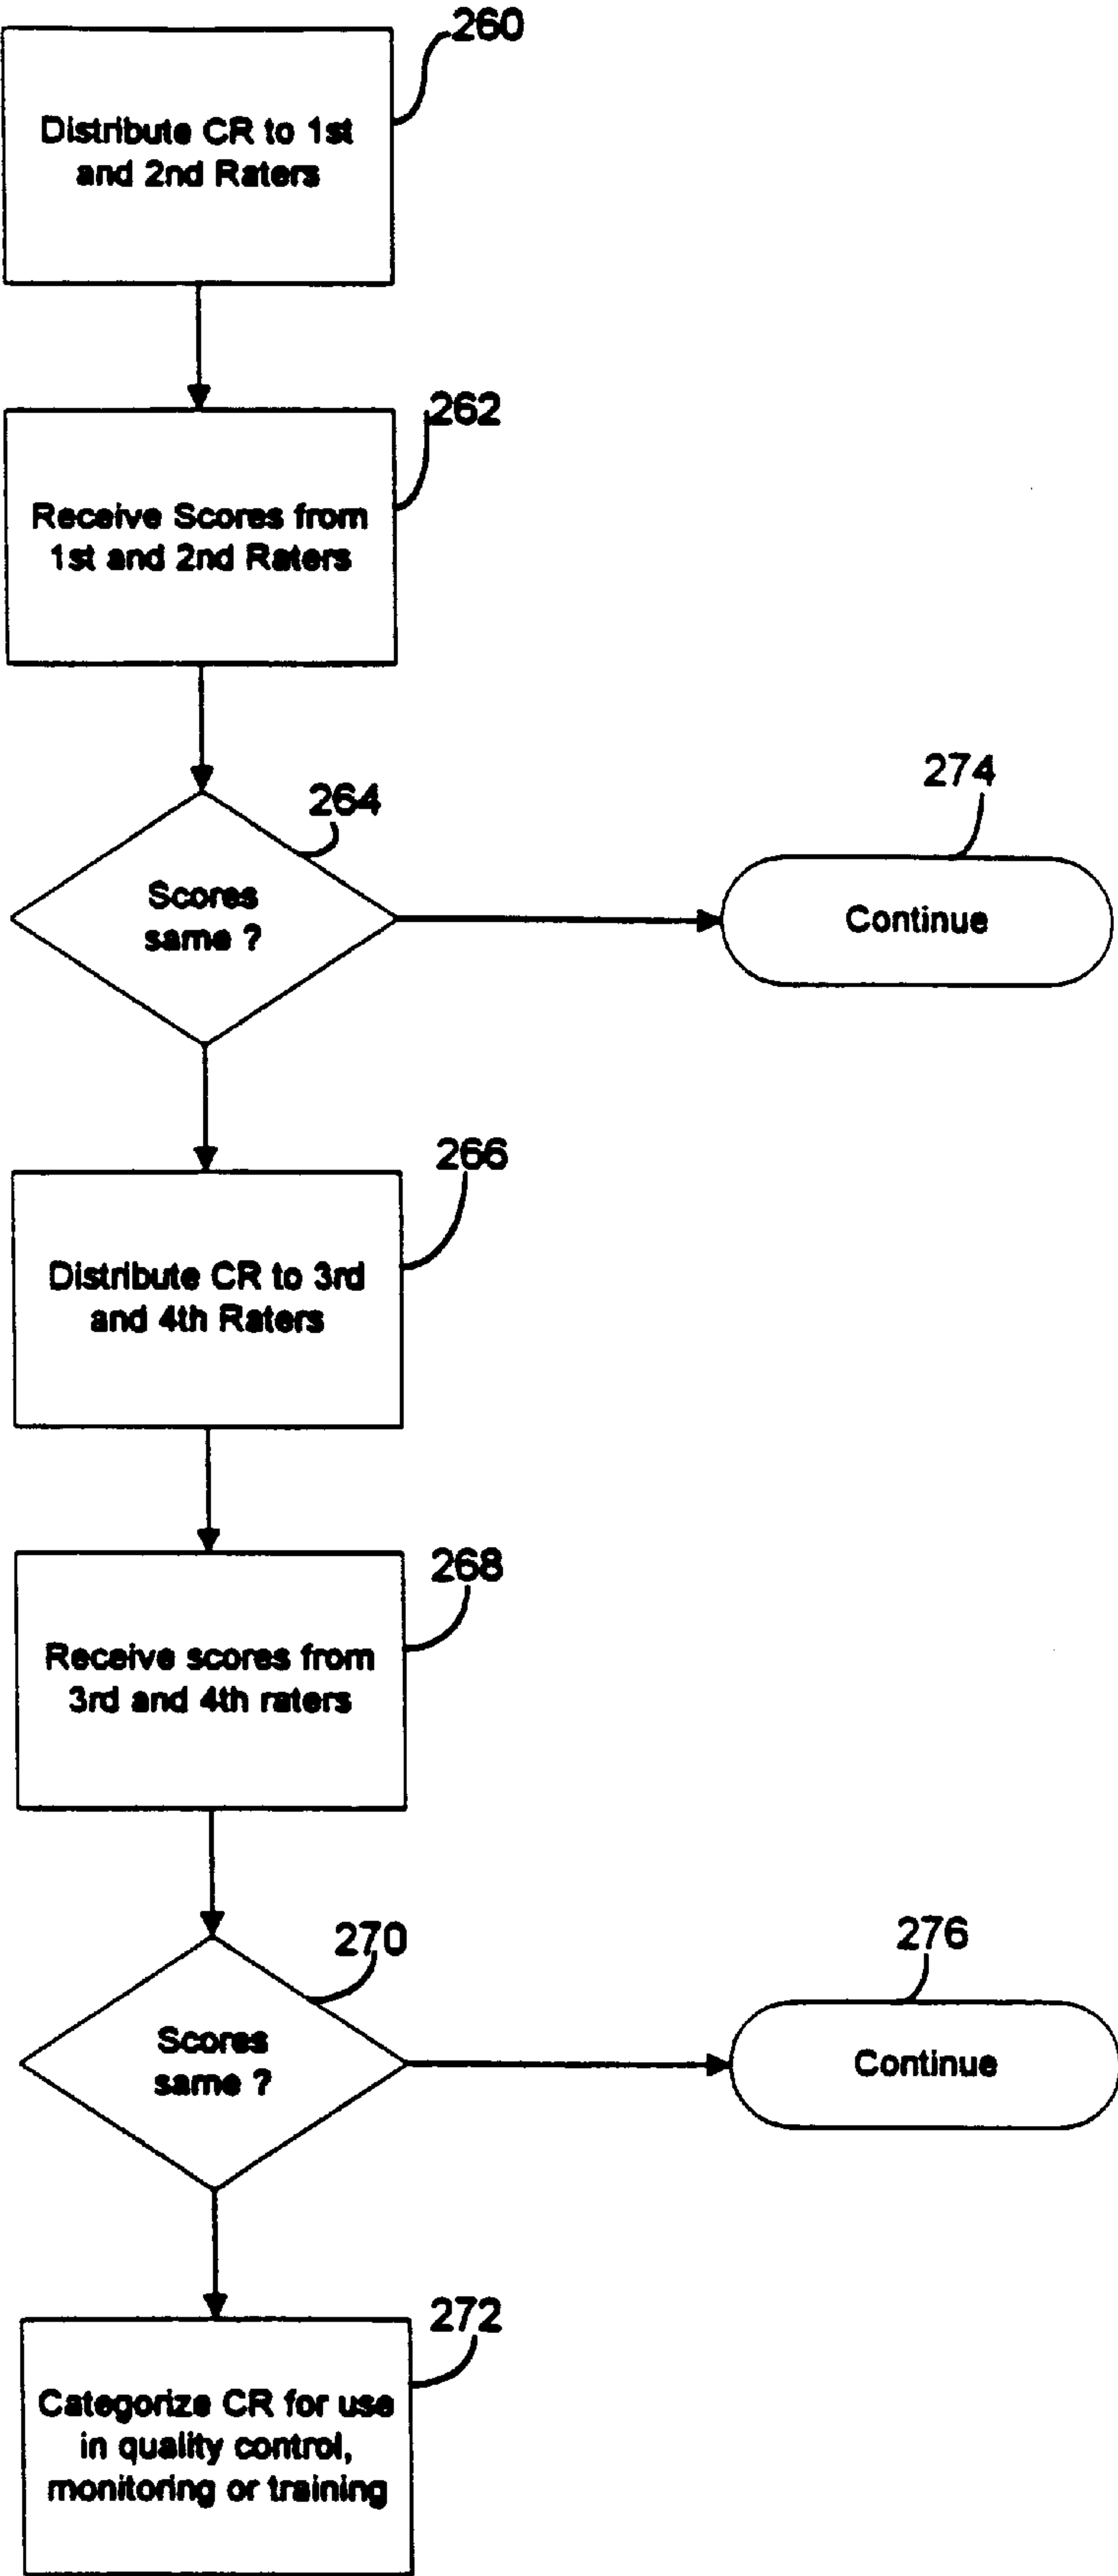 260
Distribute CR to 1st
and 2nd Raters
262
Receive Scores from
1st and 2nd Raters
264
Scores
same ?
274
Continue
266
Distribute CR to 3rd
and 4th Raters
268
Receive scores from
3rd and 4th raters
270
Scores
same ?
276
Continue
272
Categorize CR for use
in quality control,
monitoring or training